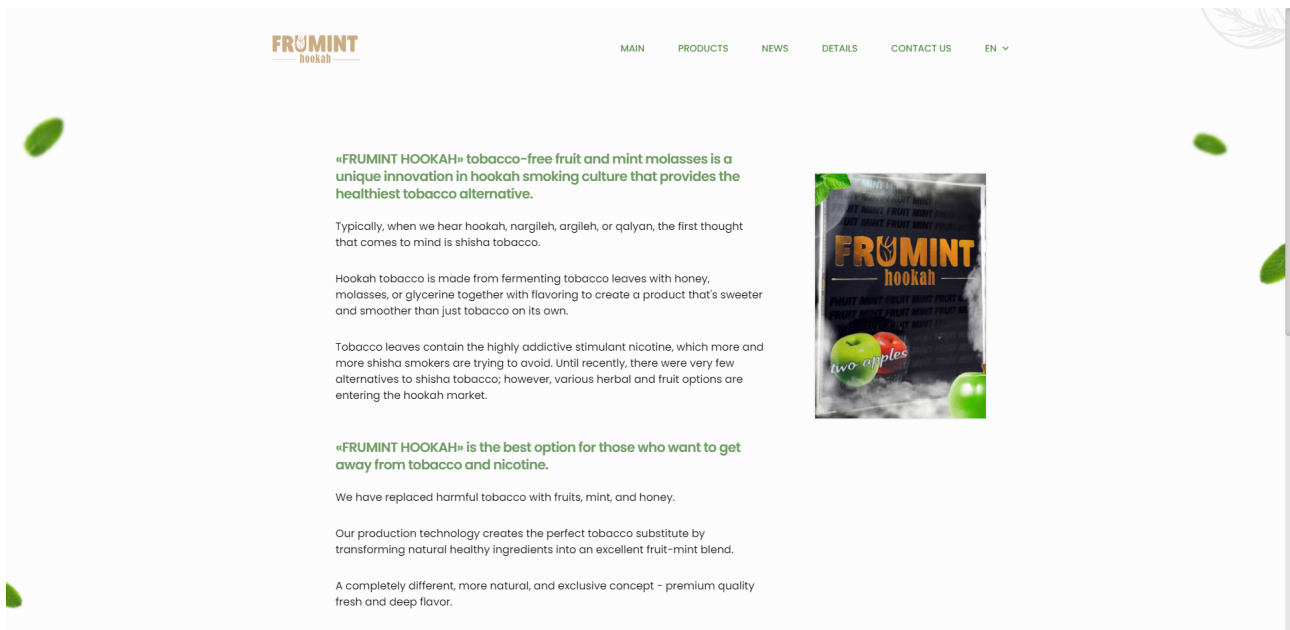 FRUMINT
hookah
MAIN PRODUCTS NEWS DETAILS CONTACT US EN
«FRUMINT HOOKAH» tobacco-free fruit and mint molasses is a
unique innovation in hookah smoking culture that provides the
healthiest tobacco alternative.
Typically, when we hear hookah, nargileh, argileh, or qalyan, the first thought
that comes to mind is shisha tobacco.
Hookah tobacco is made from fermenting tobacco leaves with honey,
molasses, or glycerine together with flavoring to create a product that's sweeter
and smoother than just tobacco on its own.
Tobacco leaves contain the highly addictive stimulant nicotine, which more and
more shisha smokers are trying to avoid. Until recently, there were very few
alternatives to shisha tobacco; however, various herbal and fruit options are
entering the hookah market.
«FRUMINT HOOKAH» is the best option for those who want to get
away from tobacco and nicotine.
We have replaced harmful tobacco with fruits, mint, and honey.
Our production technology creates the perfect tobacco substitute by
transforming natural healthy ingredients into an excellent fruit-mint blend.
A completely different, more natural, and exclusive concept - premium quality
fresh and deep flavor.
FRUMINT
hookah
two apples